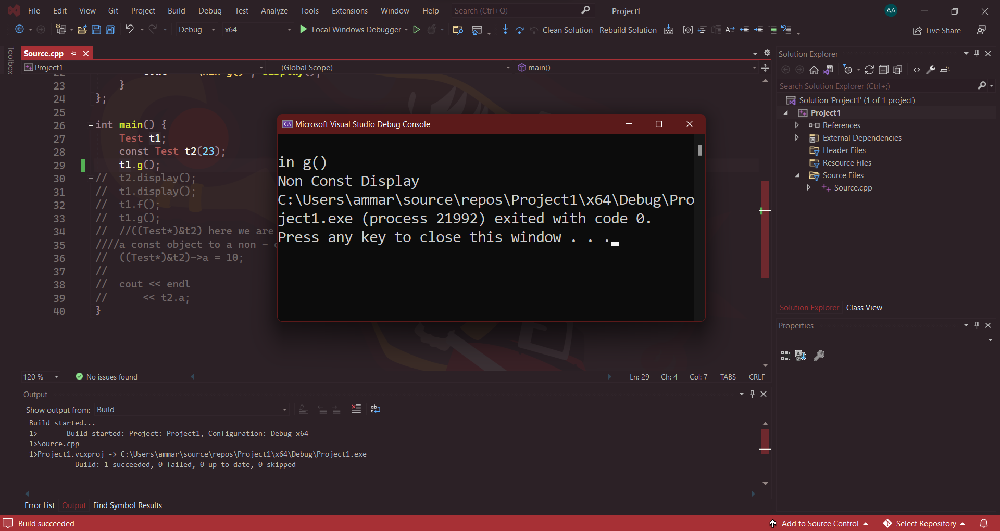 File Edit View Git Project Build Debug Test Analyze Tools Extensions Window Help Search (Ctrl+Q) Project1 AA
Debug x64 Local Windows Debugger Clean Solution Rebuild Solution Live Share
Toolbox
Source.cpp
Project1 (Global Scope) main()
23 }
24 };
25
26 int main() {
27 Test t1;
28 const Test t2(23);
29 t1.g();
30 // t2.display();
31 // t1.display();
32 // t1.f();
33 // t1.g();
34 // //((Test*)&t2) here we are
35 ////a const object to a non - c
36 // ((Test*)&t2)->a = 10;
37 //
38 // cout << endl
39 // << t2.a;
40 }
Microsoft Visual Studio Debug Console
in g()
Non Const Display
C:\Users\ammar\source\repos\Project1\x64\Debug\Pro
ject1.exe (process 21992) exited with code 0.
Press any key to close this window . . .
120 % No issues found Ln: 29 Ch: 4 Col: 7 TABS CRLF
Output
Show output from: Build
Build started...
1>------ Build started: Project: Project1, Configuration: Debug x64 ------
1>Source.cpp
1>Project1.vcxproj -> C:\Users\ammar\source\repos\Project1\x64\Debug\Project1.exe
========== Build: 1 succeeded, 0 failed, 0 up-to-date, 0 skipped ==========
Error List Output Find Symbol Results
Solution Explorer
Search Solution Explorer (Ctrl+;)
Solution 'Project1' (1 of 1 project)
Project1
References
External Dependencies
Header Files
Resource Files
Source Files
Source.cpp
Solution Explorer Class View
Properties
Build succeeded Add to Source Control Select Repository